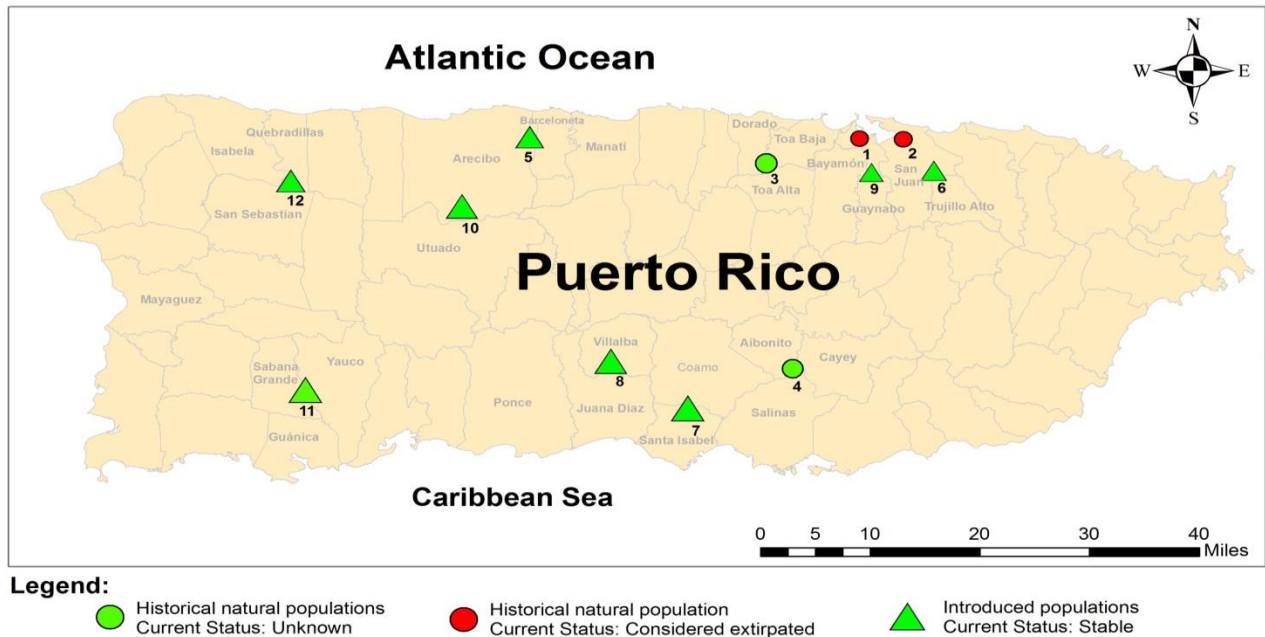 Atlantic Ocean
N
W E
S
Quebradillas
Isabela
San Sebastian
12
Arecibo
Barceloneta
5
Manati
10
Utuado
Dorado
Toa Baja
3
Toa Alta
1
2
Bayamón
San
Juan
9
6
Guaynabo
Trujillo Alto
Puerto Rico
Mayaguez
Sabana
Grande
Yauco
11
Guánica
Ponce
Villalba
8
Juana Diaz
Coamo
7
Santa Isabel
Aibonito
Cayey
4
Salinas
Caribbean Sea
0 5 10 20 30 40
Miles
Legend:
Historical natural populations
Current Status: Unknown
Historical natural population
Current Status: Considered extirpated
Introduced populations
Current Status: Stable